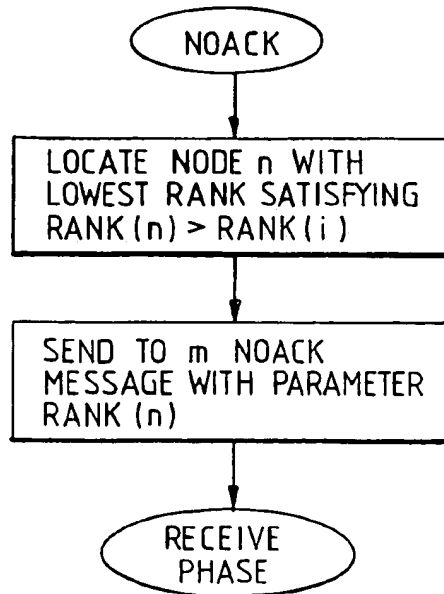 NOACK
LOCATE NODE n WITH
LOWEST RANK SATISFYING
RANK (n) > RANK (i)
SEND TO m NOACK
MESSAGE WITH PARAMETER
RANK (n)
RECEIVE
PHASE